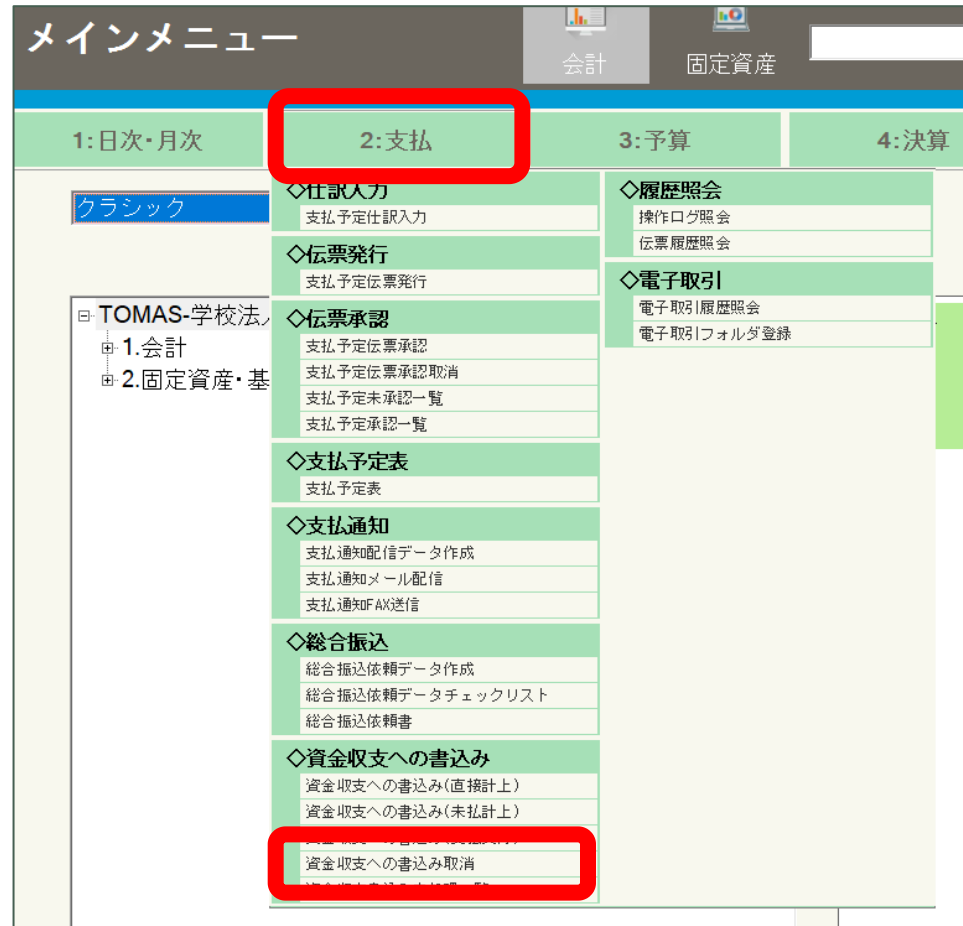 メインメニュー
会計
固定資産
1:日次・月次
2:支払
3:予算
4:決算
クラシック
TOMAS-学校法
1.会計
2.固定資産・基
◇仕訳入力
支払予定仕訳入力
◇伝票発行
支払予定伝票発行
◇伝票承認
支払予定伝票承認
支払予定伝票承認取消
支払予定未承認一覧
支払予定承認一覧
◇支払予定表
支払予定表
◇支払通知
支払通知配信データ作成
支払通知メール配信
支払通知FAX送信
◇総合振込
総合振込依頼データ作成
総合振込依頼データチェックリスト
総合振込依頼書
◇資金収支への書込み
資金収支への書込み(直接計上)
資金収支への書込み(未払計上)
資金収支への書込み取消
◇履歴照会
操作ログ照会
伝票履歴照会
◇電子取引
電子取引履歴照会
電子取引フォルダ登録